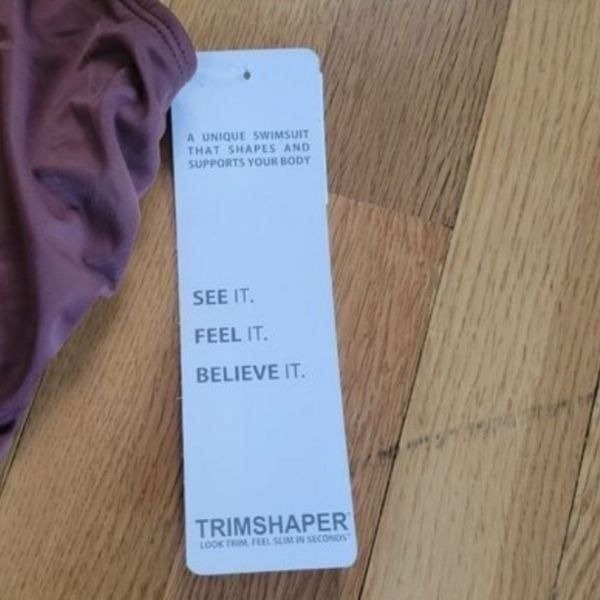 A UNIQUE SWIMSUIT
THAT SHAPES AND
SUPPORTS YOUR BODY
SEE IT.
FEEL IT.
BELIEVE IT.
TRIMSHAPER
LOOK TRIM, FEEL SLIM IN SECONDS